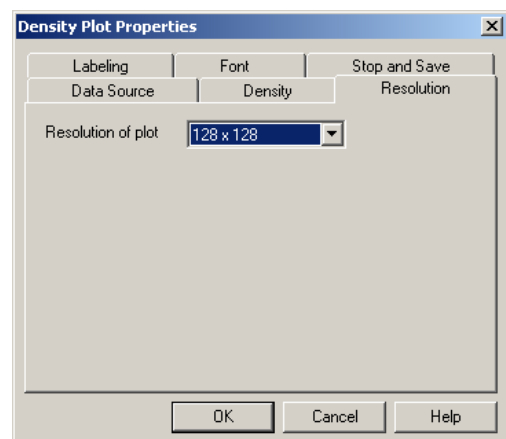 Density Plot Properties
Labeling Font Stop and Save
Data Source Density Resolution
Resolution of plot 128 x 128
OK Cancel Help